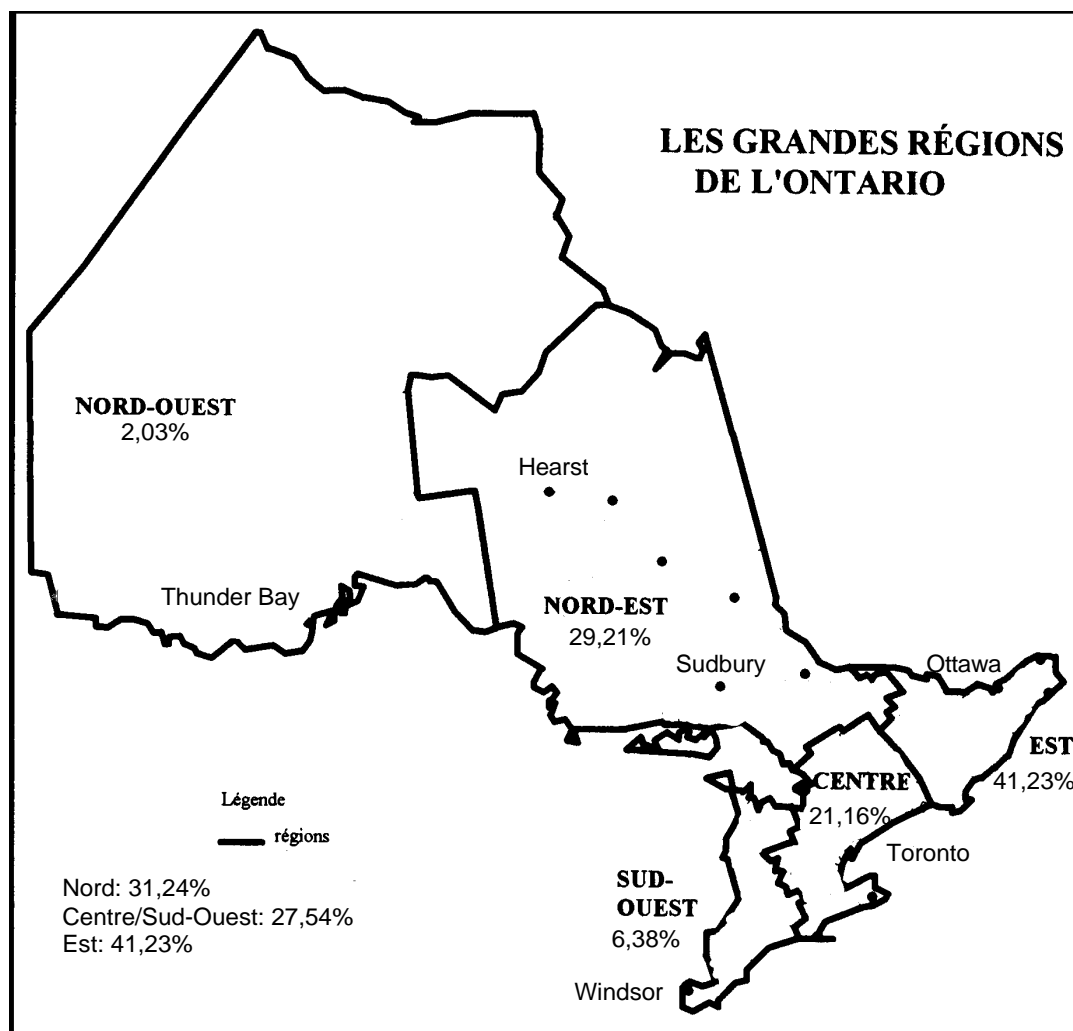 LES GRANDES RÉGIONS
DE L'ONTARIO
NORD-OUEST
2,03%
Hearst
Thunder Bay
NORD-EST
29,21%
Sudbury
Ottawa
EST
41,23%
CENTRE
21,16%
Toronto
SUD-
OUEST
6,38%
Windsor
Légende
régions
Nord: 31,24%
Centre/Sud-Ouest: 27,54%
Est: 41,23%